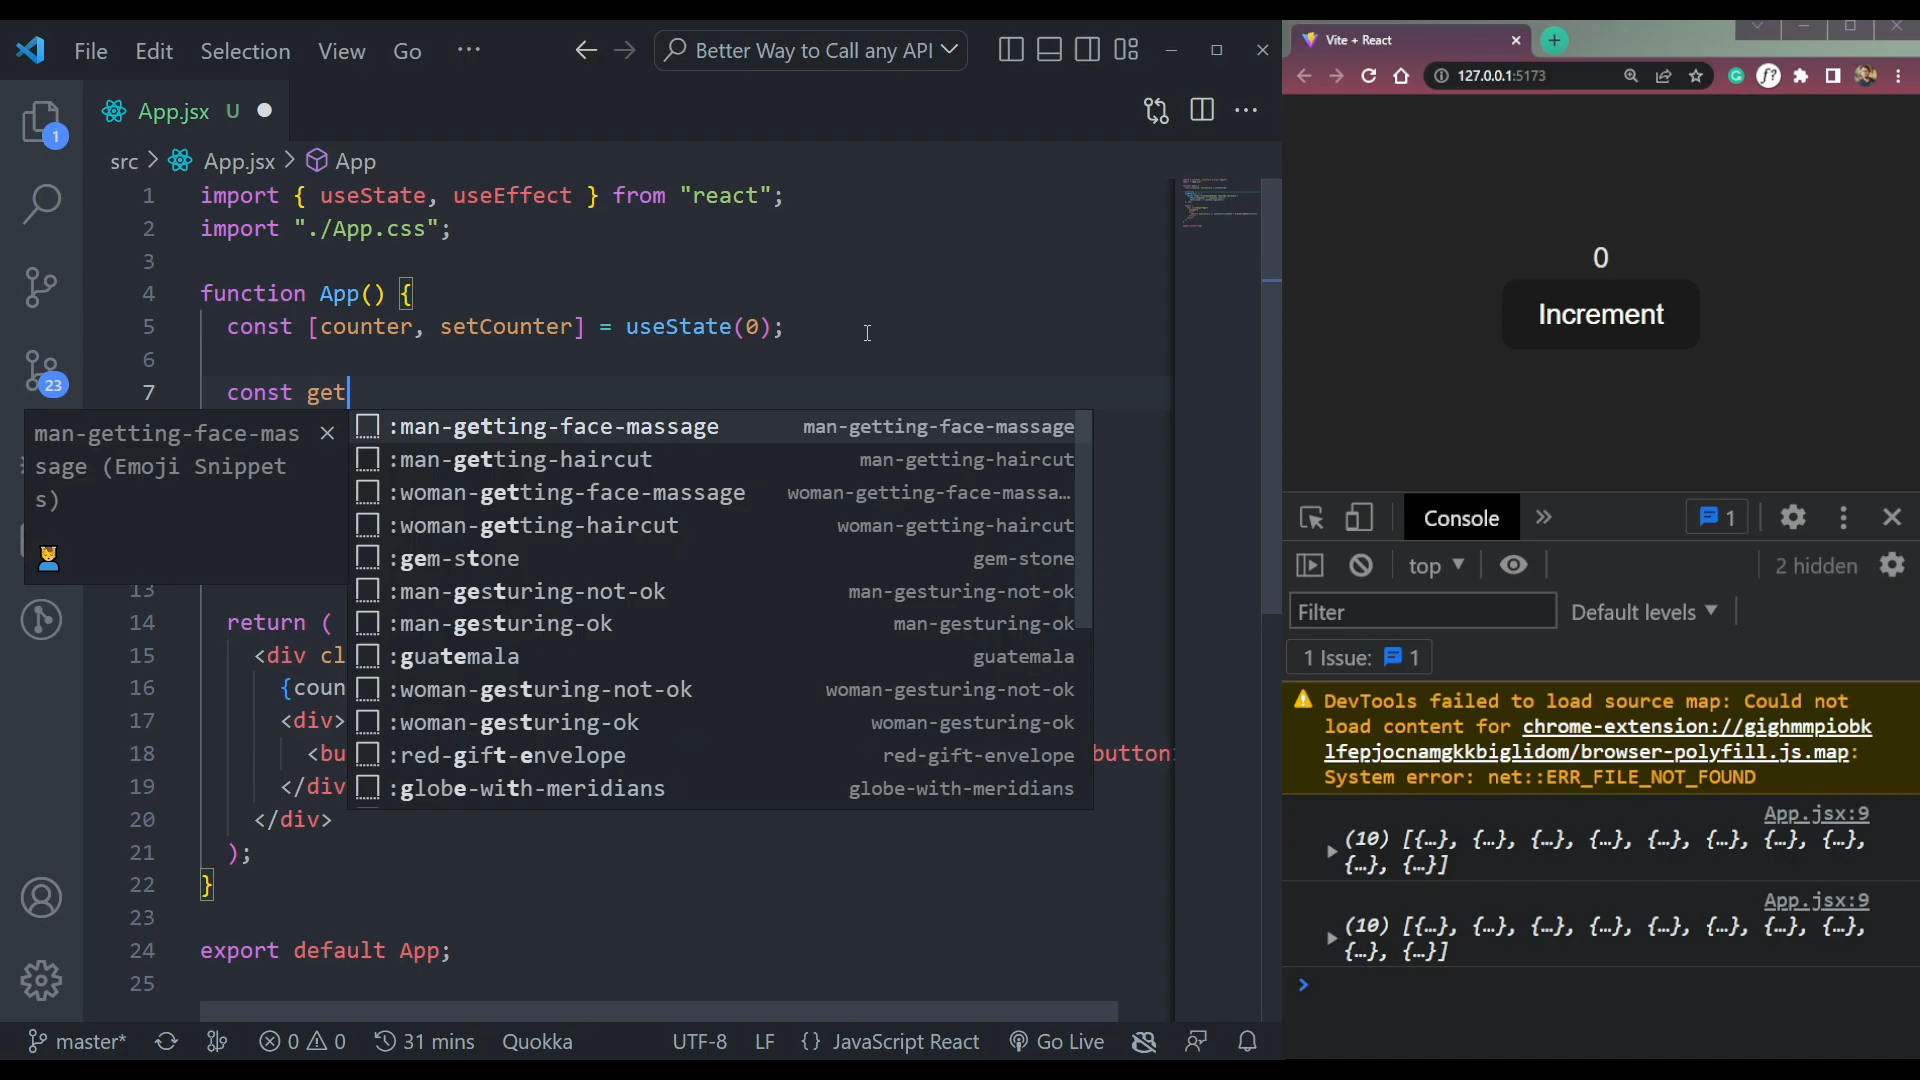 File Edit Selection View Go ···
Better Way to Call any API
App.jsx U
src > App.jsx > App
1 import { useState, useEffect } from "react";
2 import "./App.css";
3
4 function App() {
5 const [counter, setCounter] = useState(0);
6
7 const get
man-getting-face-mas
sage (Emoji Snippet
s)
:man-getting-face-massage man-getting-face-massage
:man-getting-haircut man-getting-haircut
:woman-getting-face-massage woman-getting-face-massa…
:woman-getting-haircut woman-getting-haircut
:gem-stone gem-stone
:man-gesturing-not-ok man-gesturing-not-ok
:man-gesturing-ok man-gesturing-ok
:guatemala guatemala
:woman-gesturing-not-ok woman-gesturing-not-ok
:woman-gesturing-ok woman-gesturing-ok
:red-gift-envelope red-gift-envelope
:globe-with-meridians globe-with-meridians
13
14 return (
15 <div cl
16 {coun
17 <div>
18 <bu button
19 </div
20 </div>
21 );
22 }
23
24 export default App;
25
1
23
master* 0 0 31 mins Quokka UTF-8 LF {} JavaScript React Go Live
Vite + React
127.0.0.1:5173
f?
0
Increment
Console » 1
top 2 hidden
Filter Default levels
1 Issue: 1
DevTools failed to load source map: Could not
load content for chrome-extension://gighmmpiobk
lfepjocnamgkkbiglidom/browser-polyfill.js.map:
System error: net::ERR_FILE_NOT_FOUND
App.jsx:9
(10) [{…}, {…}, {…}, {…}, {…}, {…}, {…}, {…},
{…}, {…}]
App.jsx:9
(10) [{…}, {…}, {…}, {…}, {…}, {…}, {…}, {…},
{…}, {…}]